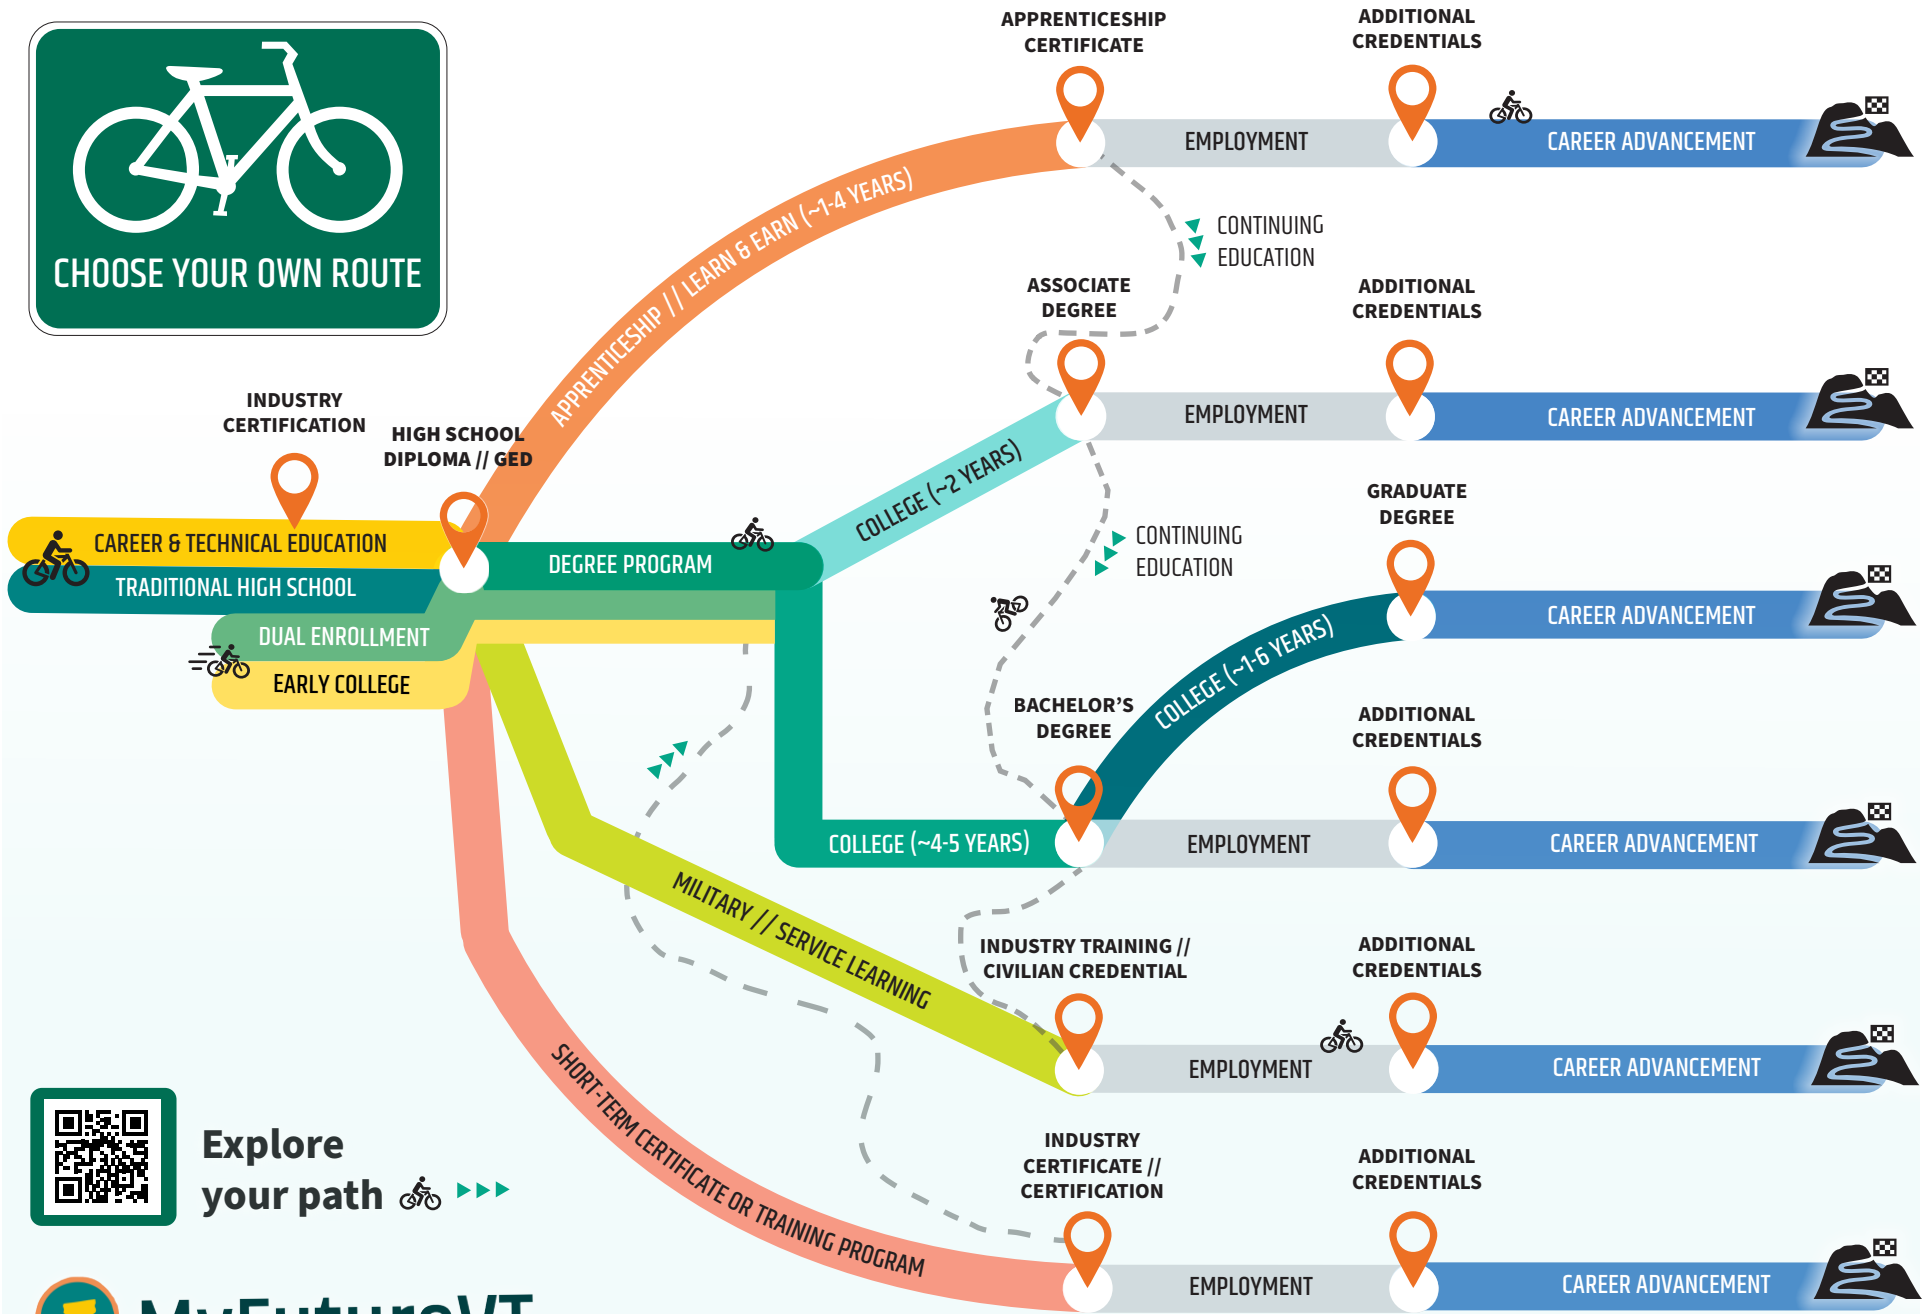 CHOOSE YOUR OWN ROUTE
APPRENTICESHIP
CERTIFICATE
ADDITIONAL
CREDENTIALS
EMPLOYMENT
CAREER ADVANCEMENT
APPRENTICESHIP // LEARN & EARN (~1-4 YEARS)
CONTINUING
EDUCATION
ASSOCIATE
DEGREE
ADDITIONAL
CREDENTIALS
EMPLOYMENT
CAREER ADVANCEMENT
INDUSTRY
CERTIFICATION
HIGH SCHOOL
DIPLOMA // GED
CAREER & TECHNICAL EDUCATION
TRADITIONAL HIGH SCHOOL
DUAL ENROLLMENT
EARLY COLLEGE
DEGREE PROGRAM
COLLEGE (~2 YEARS)
CONTINUING
EDUCATION
GRADUATE
DEGREE
CAREER ADVANCEMENT
COLLEGE (~1-6 YEARS)
BACHELOR'S
DEGREE
ADDITIONAL
CREDENTIALS
COLLEGE (~4-5 YEARS)
EMPLOYMENT
CAREER ADVANCEMENT
MILITARY // SERVICE LEARNING
INDUSTRY TRAINING //
CIVILIAN CREDENTIAL
ADDITIONAL
CREDENTIALS
EMPLOYMENT
CAREER ADVANCEMENT
SHORT-TERM CERTIFICATE OR TRAINING PROGRAM
INDUSTRY
CERTIFICATE //
CERTIFICATION
ADDITIONAL
CREDENTIALS
EMPLOYMENT
CAREER ADVANCEMENT
Explore
your path
MyFutureVT